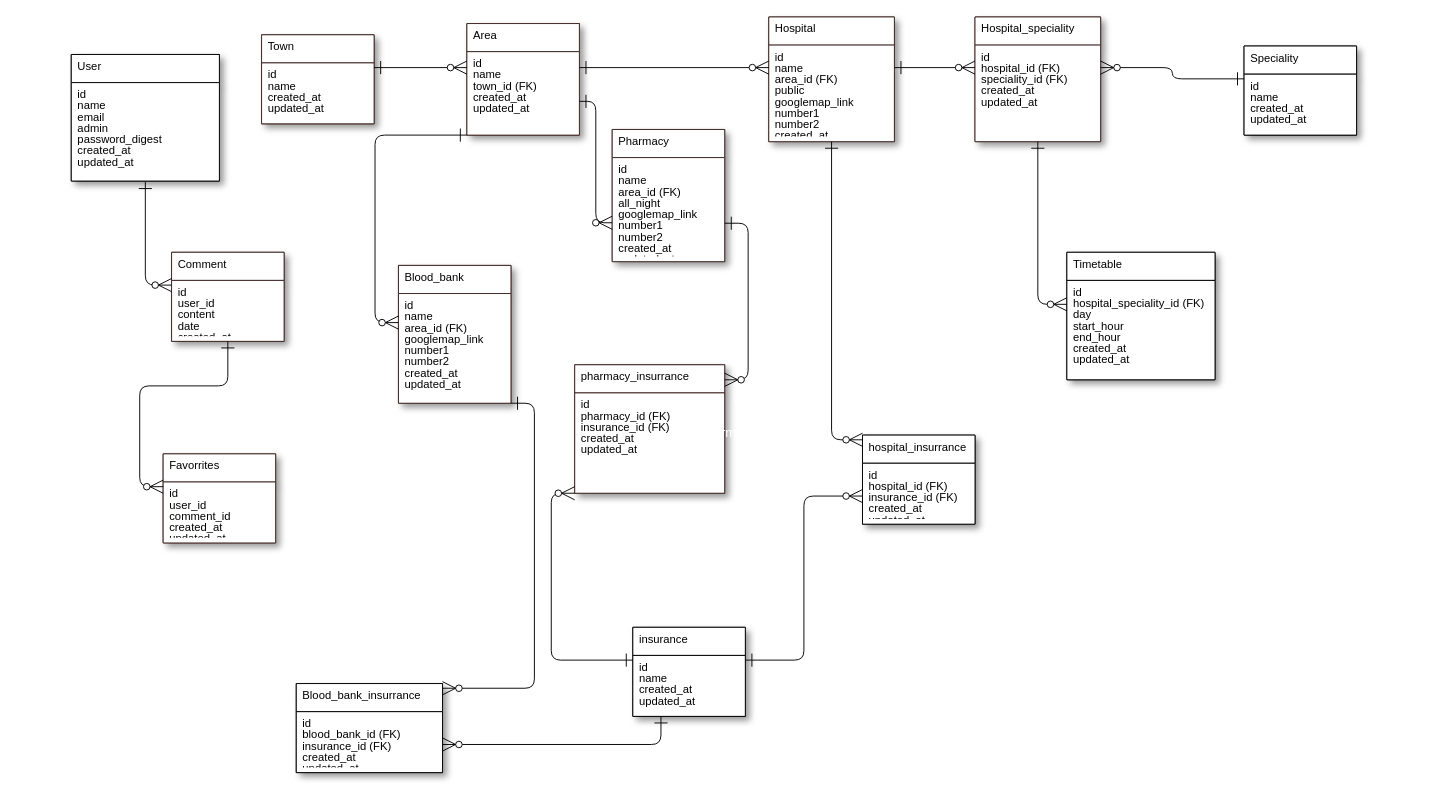 User
id
name
email
admin
password_digest
created_at
updated_at
Town
id
name
created_at
updated_at
Area
id
name
town_id (FK)
created_at
updated_at
Hospital
id
name
area_id (FK)
public
googlemap_link
number1
number2
created_at
Hospital_speciality
id
hospital_id (FK)
speciality_id (FK)
created_at
updated_at
Speciality
id
name
created_at
updated_at
Pharmacy
id
name
area_id (FK)
all_night
googlemap_link
number1
number2
created_at
Comment
id
user_id
content
date
created_at
Blood_bank
id
name
area_id (FK)
googlemap_link
number1
number2
created_at
updated_at
Timetable
id
hospital_speciality_id (FK)
day
start_hour
end_hour
created_at
updated_at
pharmacy_insurrance
id
pharmacy_id (FK)
insurance_id (FK)
created_at
updated_at
hospital_insurrance
id
hospital_id (FK)
insurance_id (FK)
created_at
updated_at
Favorrites
id
user_id
comment_id
created_at
updated_at
insurance
id
name
created_at
updated_at
Blood_bank_insurrance
id
blood_bank_id (FK)
insurance_id (FK)
created_at
updated_at